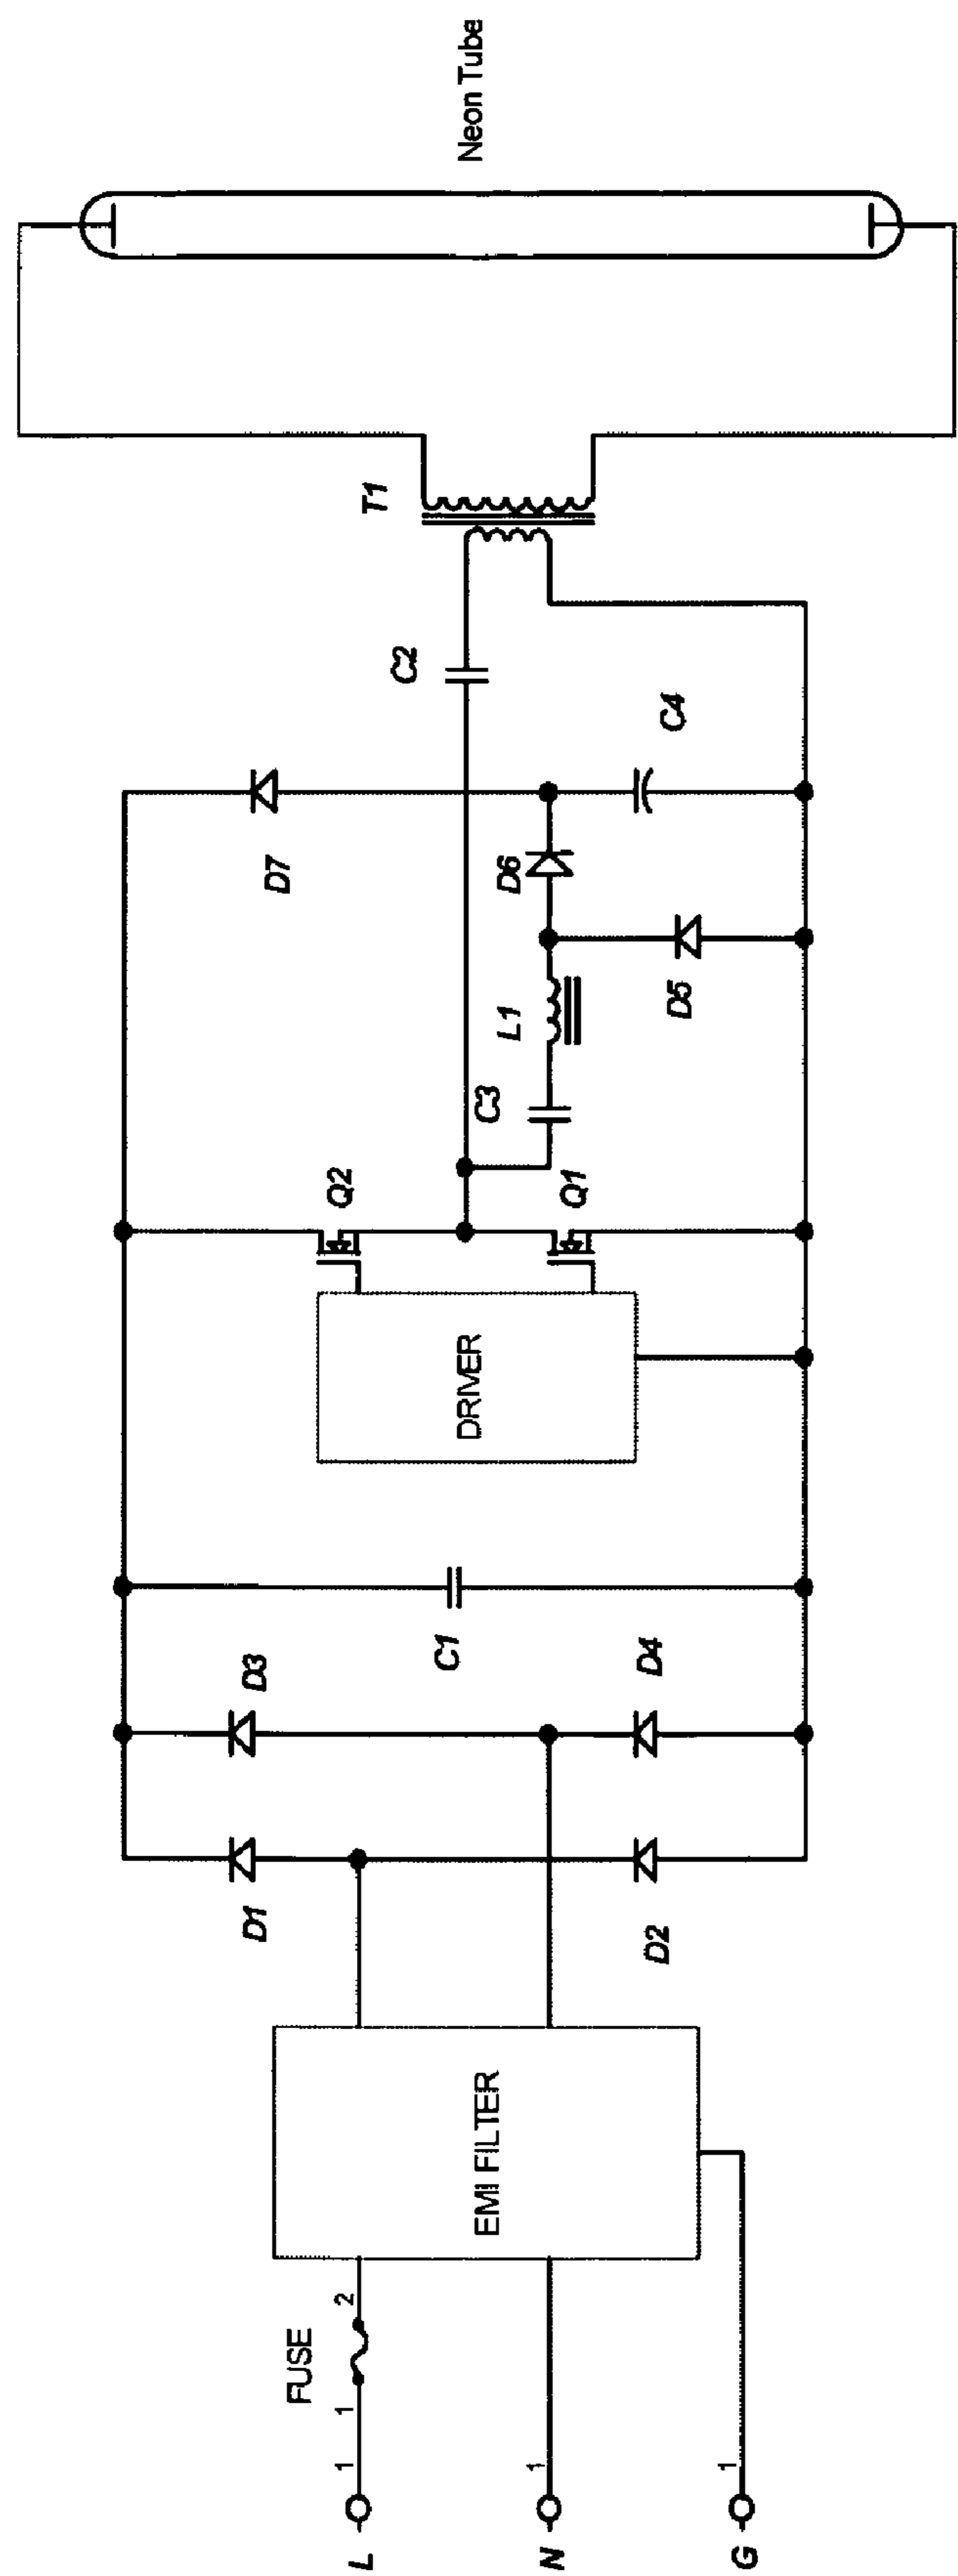 L
N
G
1
1
1
1
FUSE
2
EMI FILTER
D1
D2
D3
D4
C1
DRIVER
Q2
Q1
C3
L1
D5
D6
D7
C4
C2
T1
Neon Tube